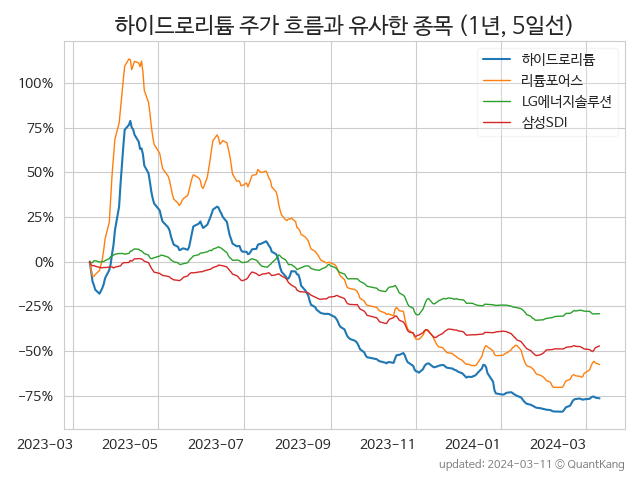 하이드로리튬 주가 흐름과 유사한 종목 (1년, 5일선)
하이드로리튬
리튬포어스
LG에너지솔루션
삼성SDI
100%
75%
50%
25%
0%
−25%
−50%
−75%
2023-03 2023-05 2023-07 2023-09 2023-11 2024-01 2024-03
updated: 2024-03-11 © QuantKang